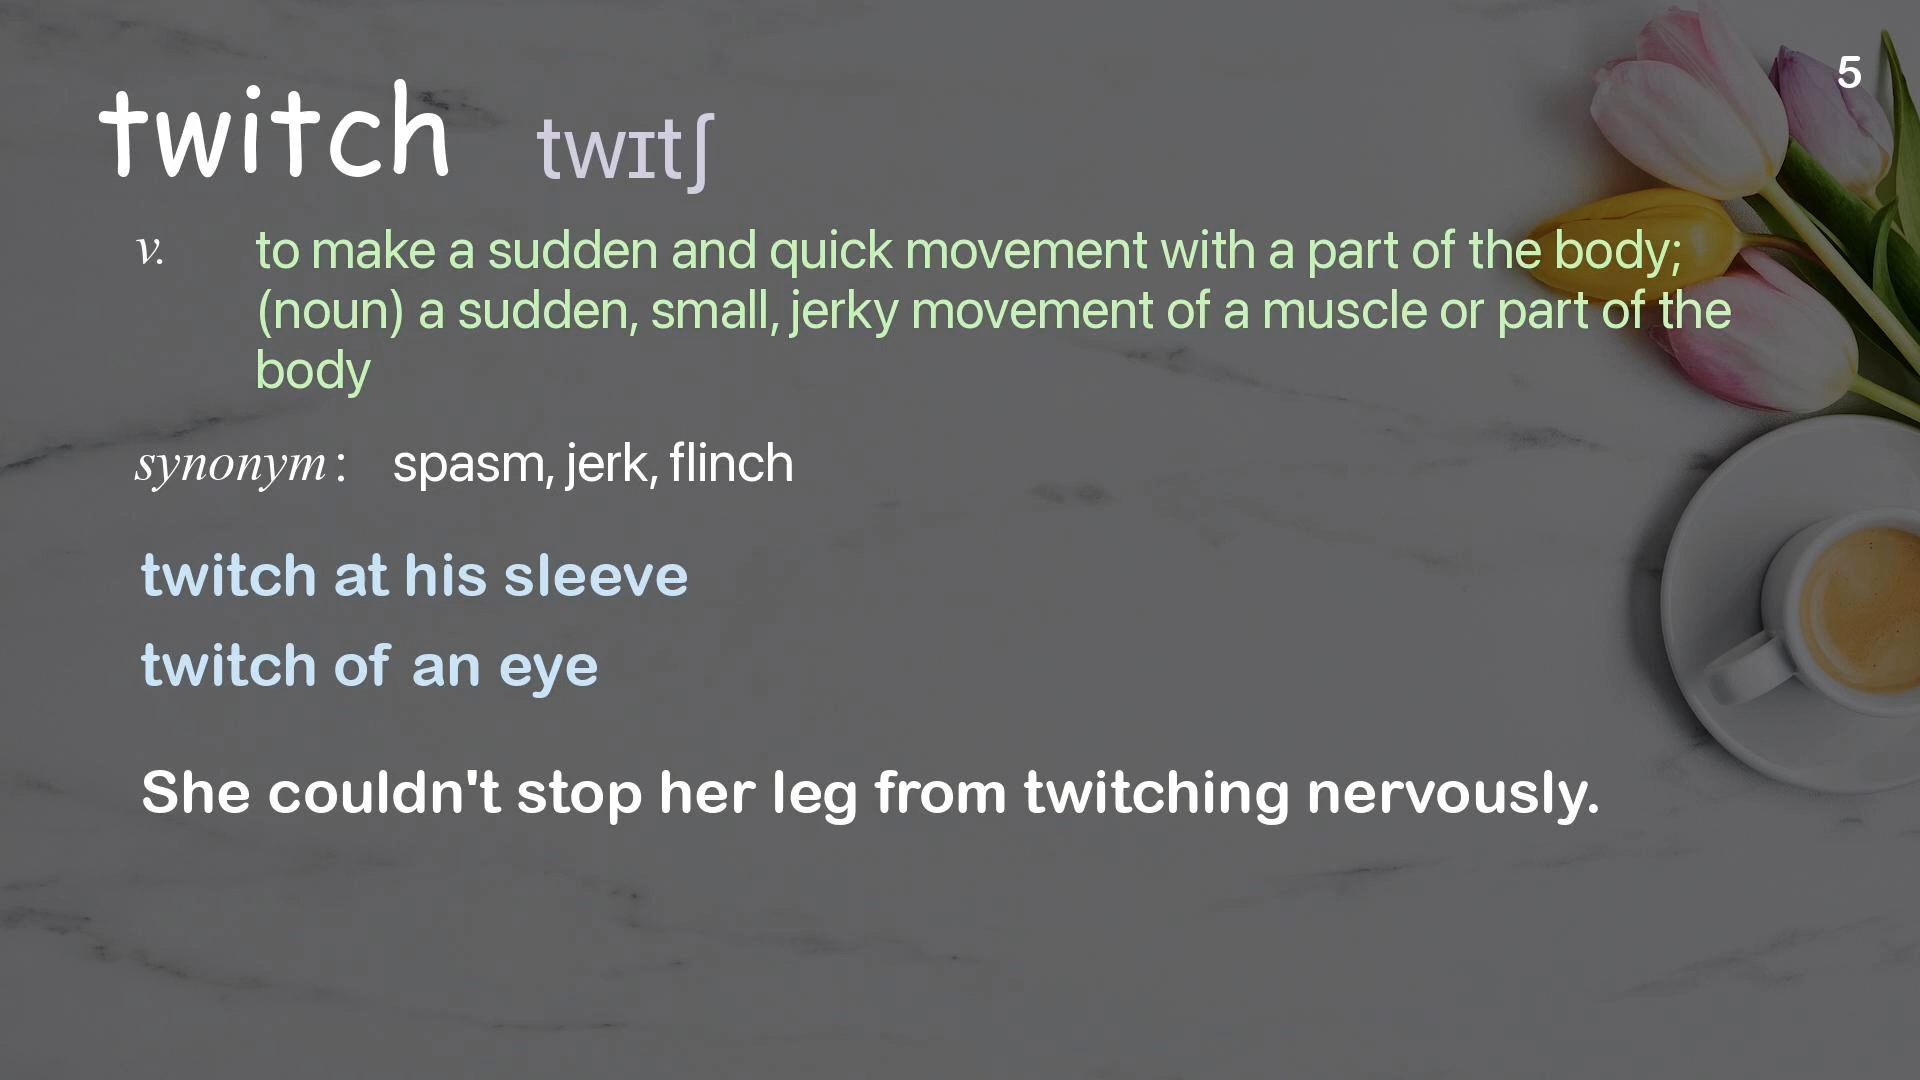 5
twitch twɪtʃ
v. to make a sudden and quick movement with a part of the body;
(noun) a sudden, small, jerky movement of a muscle or part of the
body
synonym : spasm, jerk, flinch
twitch at his sleeve
twitch of an eye
She couldn't stop her leg from twitching nervously.